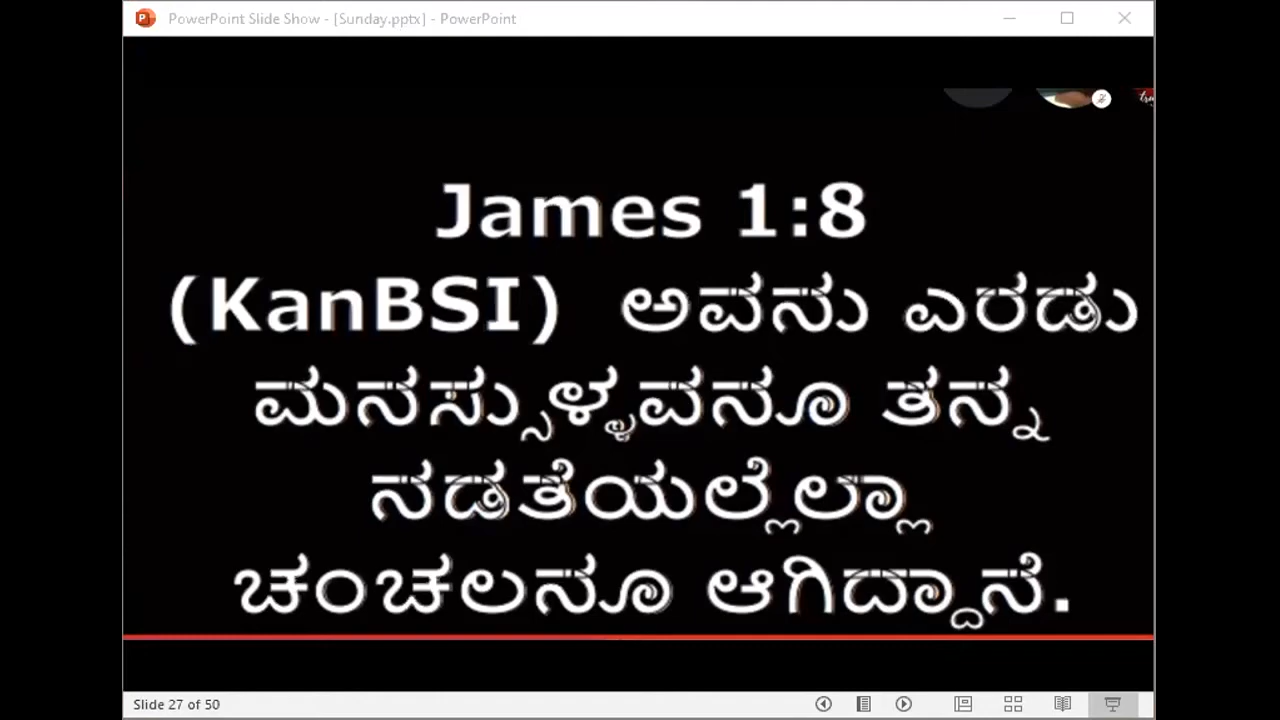 PowerPoint Slide Show - [Sunday.pptx] - PowerPoint
James 1:8
(KanBSI) ಅವನು ಎರಡು
ಮನಸ್ಸುಳ್ಳವನೂ ತನ್ನ
ನಡತೆಯಲ್ಲೆಲ್ಲಾ
ಚಂಚಲನೂ ಆಗಿದ್ದಾನೆ.
Slide 27 of 50